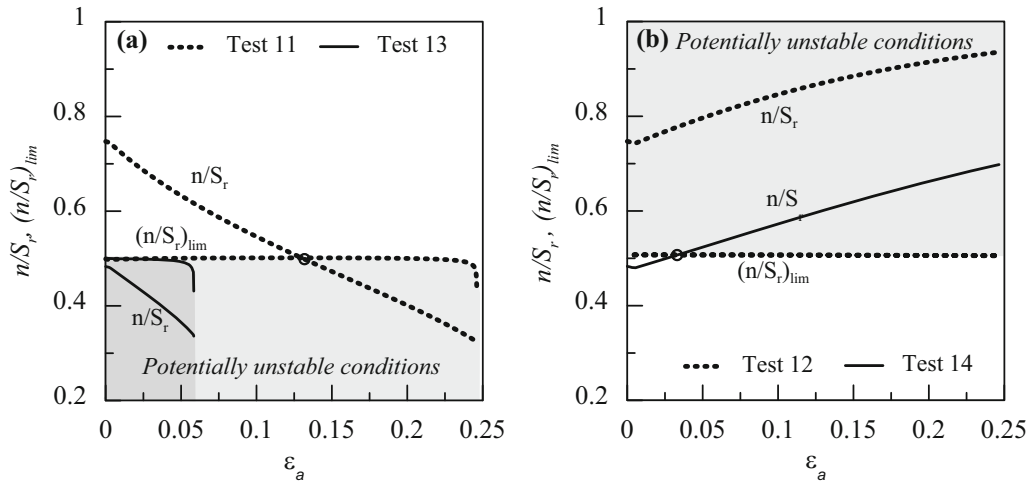 (a) Test 11 Test 13
n/S_r
(n/S_r)_lim
n/S_r
Potentially unstable conditions
n/S_r, (n/S_r)_lim
1
0.8
0.6
0.4
0.2
0 0.05 0.1 0.15 0.2 0.25
ε_a
(b) Potentially unstable conditions
n/S_r
n/S_r
(n/S_r)_lim
Test 12 Test 14
n/S_r, (n/S_r)_lim
1
0.8
0.6
0.4
0.2
0 0.05 0.1 0.15 0.2 0.25
ε_a